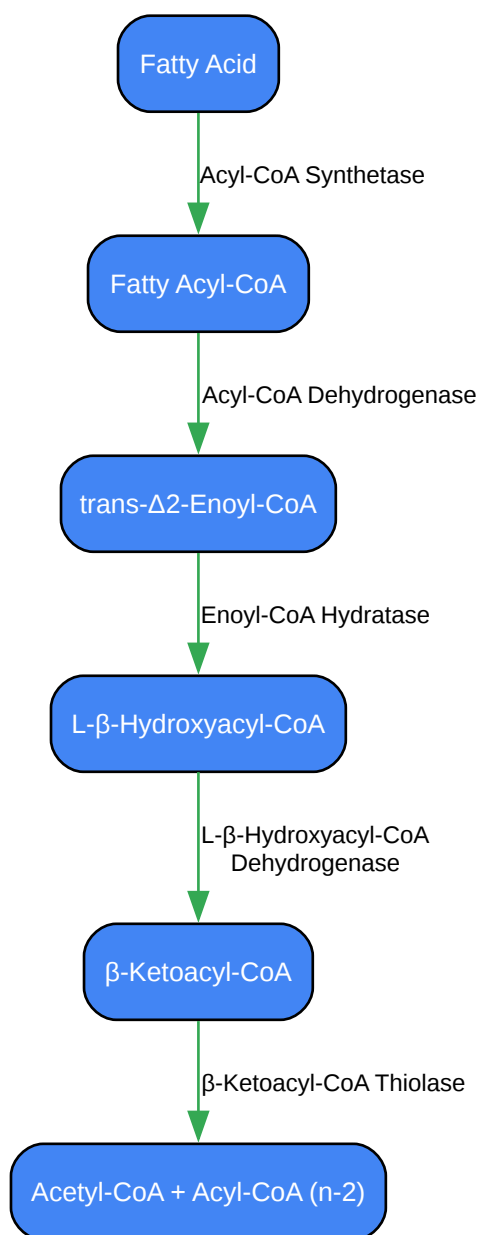 Fatty Acid
Acyl-CoA Synthetase
Fatty Acyl-CoA
Acyl-CoA Dehydrogenase
trans-Δ2-Enoyl-CoA
Enoyl-CoA Hydratase
L-β-Hydroxyacyl-CoA
L-β-Hydroxyacyl-CoA
Dehydrogenase
β-Ketoacyl-CoA
β-Ketoacyl-CoA Thiolase
Acetyl-CoA + Acyl-CoA (n-2)